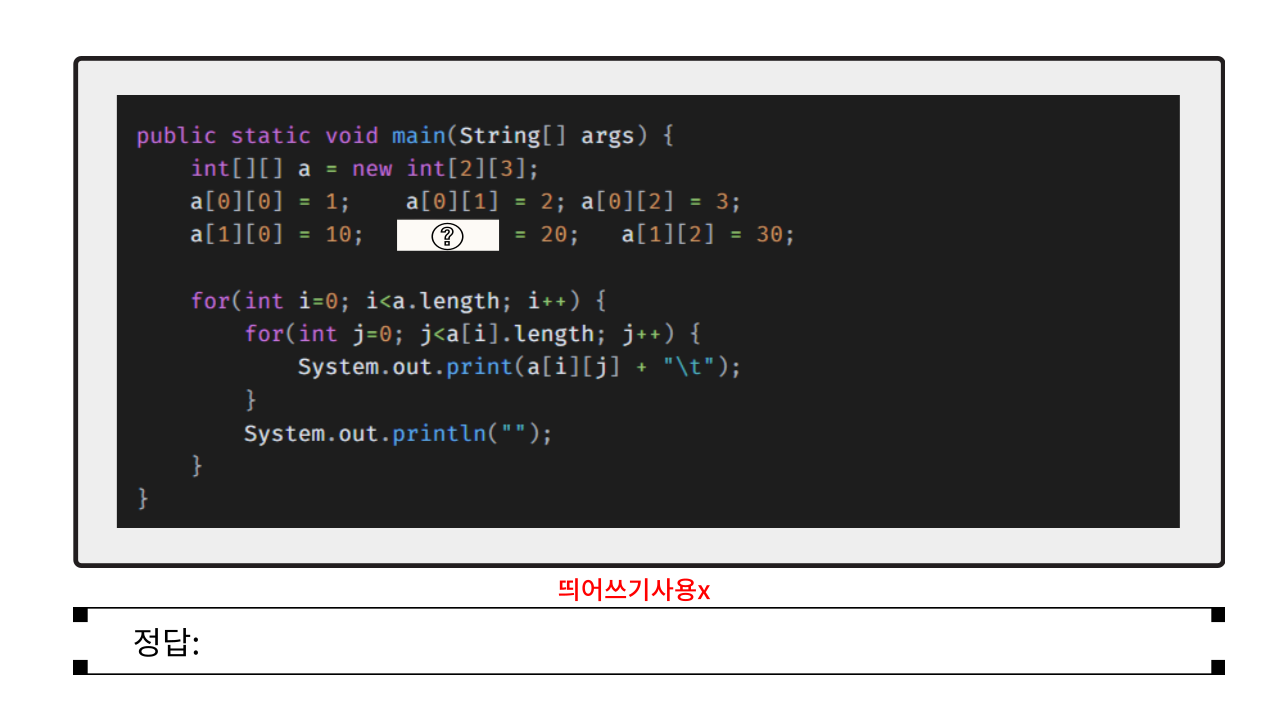 public static void main(String[] args) {
    int[][] a = new int[2][3];
    a[0][0] = 1;    a[0][1] = 2; a[0][2] = 3;
    a[1][0] = 10;   ? = 20;   a[1][2] = 30;
    for(int i=0; i<a.length; i++) {
        for(int j=0; j<a[i].length; j++) {
            System.out.print(a[i][j] + "\t");
        }
        System.out.println("");
    }
}
띄어쓰기사용x
정답: